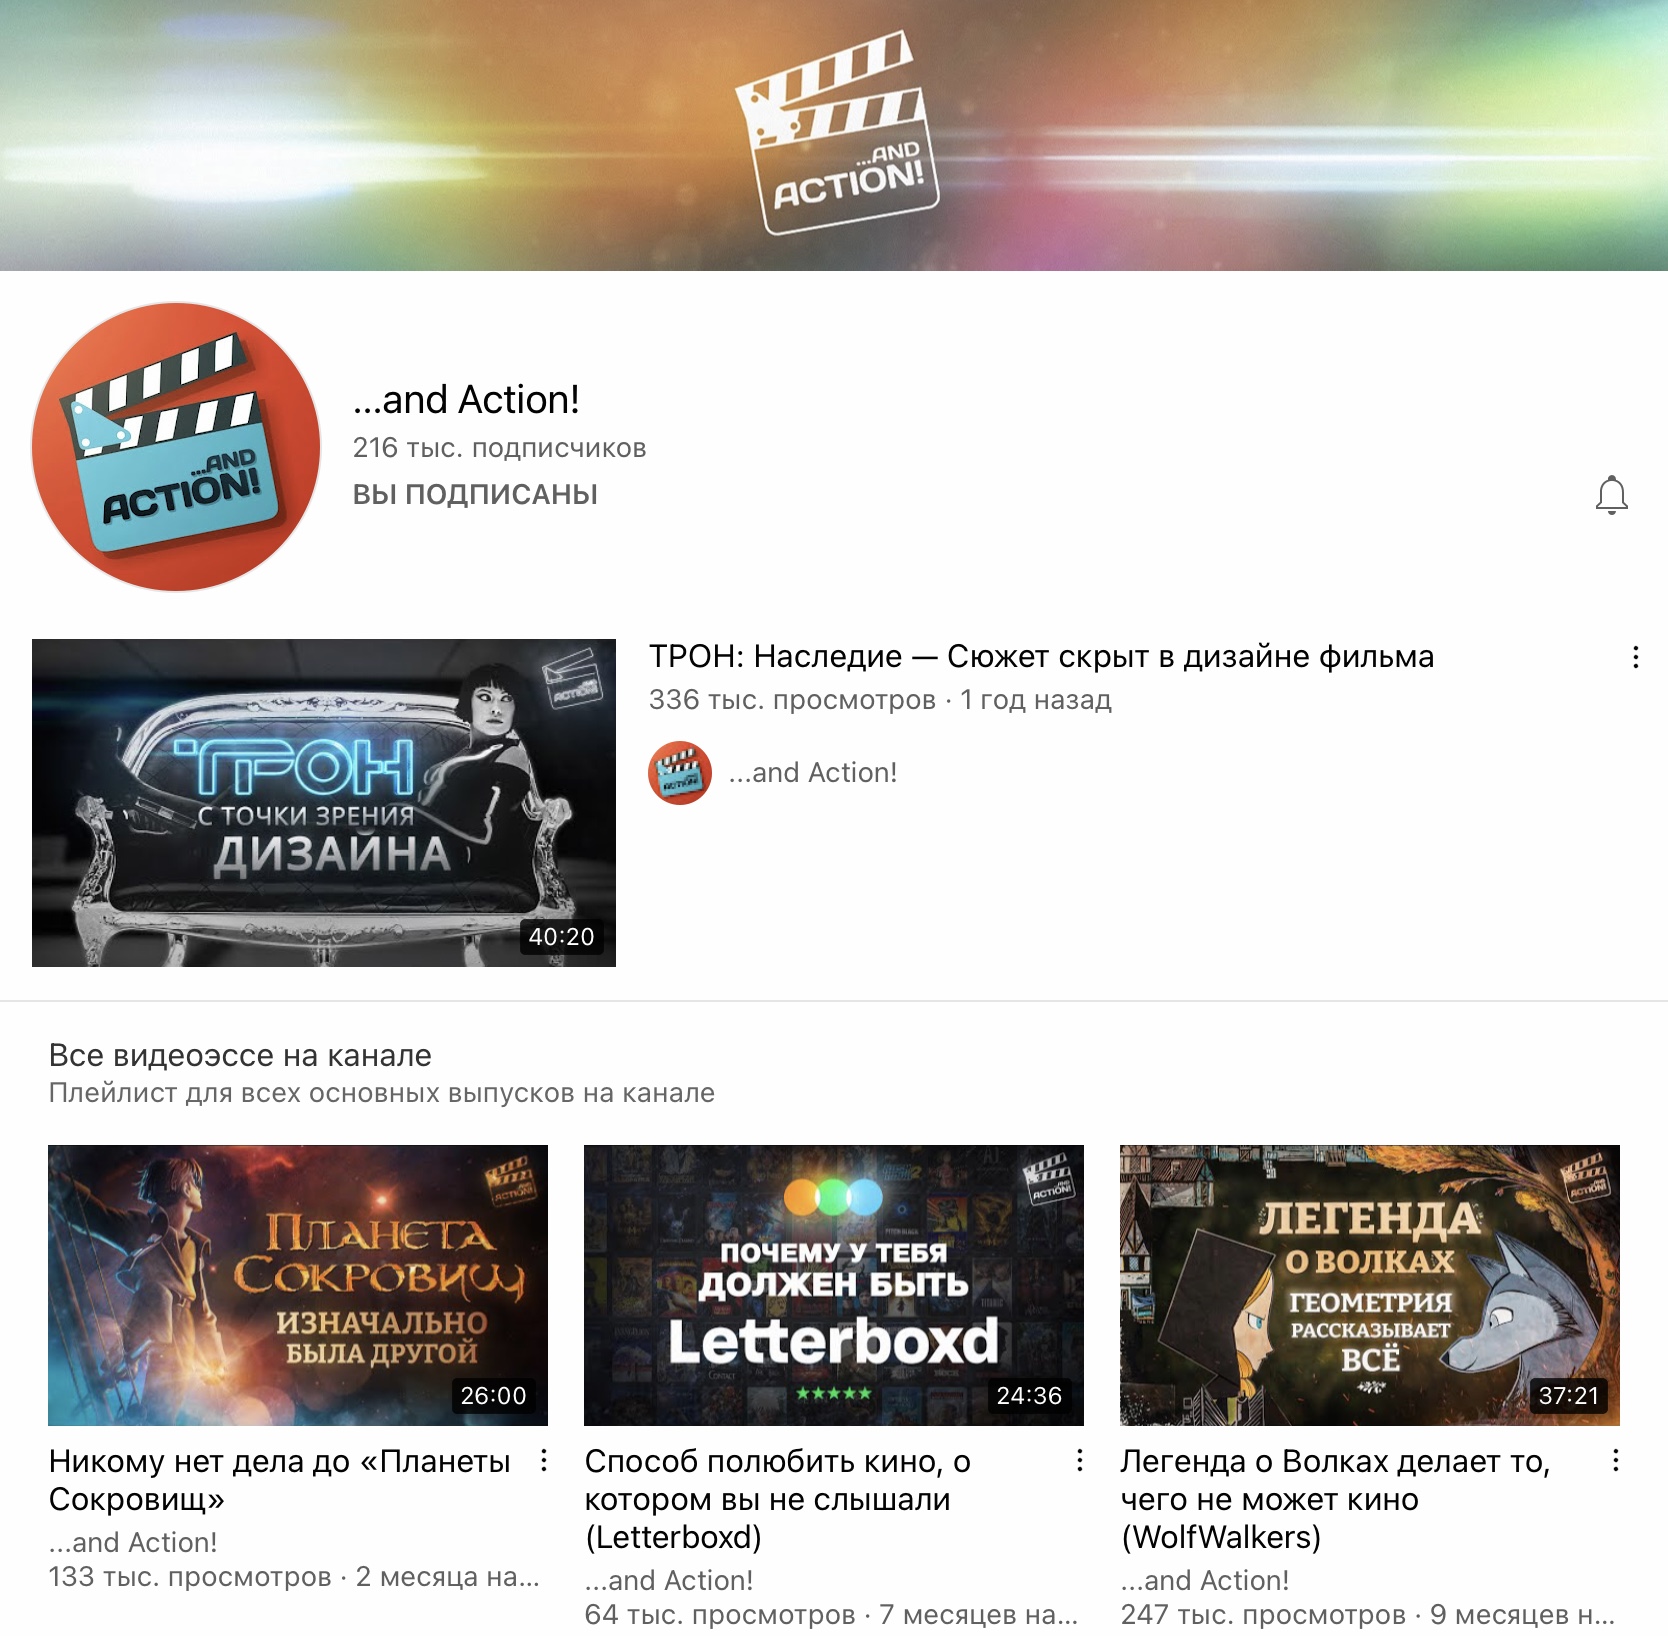 ...AND
ACTION!
...AND
ACTION!
...and Action!
216 тыс. подписчиков
ВЫ ПОДПИСАНЫ
...AND
ACTION!
ТРОН
С ТОЧКИ ЗРЕНИЯ
ДИЗАЙНА
40:20
ТРОН: Наследие — Сюжет скрыт в дизайне фильма
336 тыс. просмотров · 1 год назад
...and Action!
Все видеоэссе на канале
Плейлист для всех основных выпусков на канале
...AND
ACTION!
ПЛАНЕТА
СОКРОВИЩ
ИЗНАЧАЛЬНО
БЫЛА ДРУГОЙ
26:00
...AND
ACTION!
ПОЧЕМУ У ТЕБЯ
ДОЛЖЕН БЫТЬ
Letterboxd
24:36
...AND
ACTION!
ЛЕГЕНДА
О ВОЛКАХ
ГЕОМЕТРИЯ
РАССКАЗЫВАЕТ
ВСЁ
37:21
Никому нет дела до «Планеты
Сокровищ»
...and Action!
133 тыс. просмотров · 2 месяца на...
Способ полюбить кино, о
котором вы не слышали
(Letterboxd)
...and Action!
64 тыс. просмотров · 7 месяцев на...
Легенда о Волках делает то,
чего не может кино
(WolfWalkers)
...and Action!
247 тыс. просмотров · 9 месяцев н...